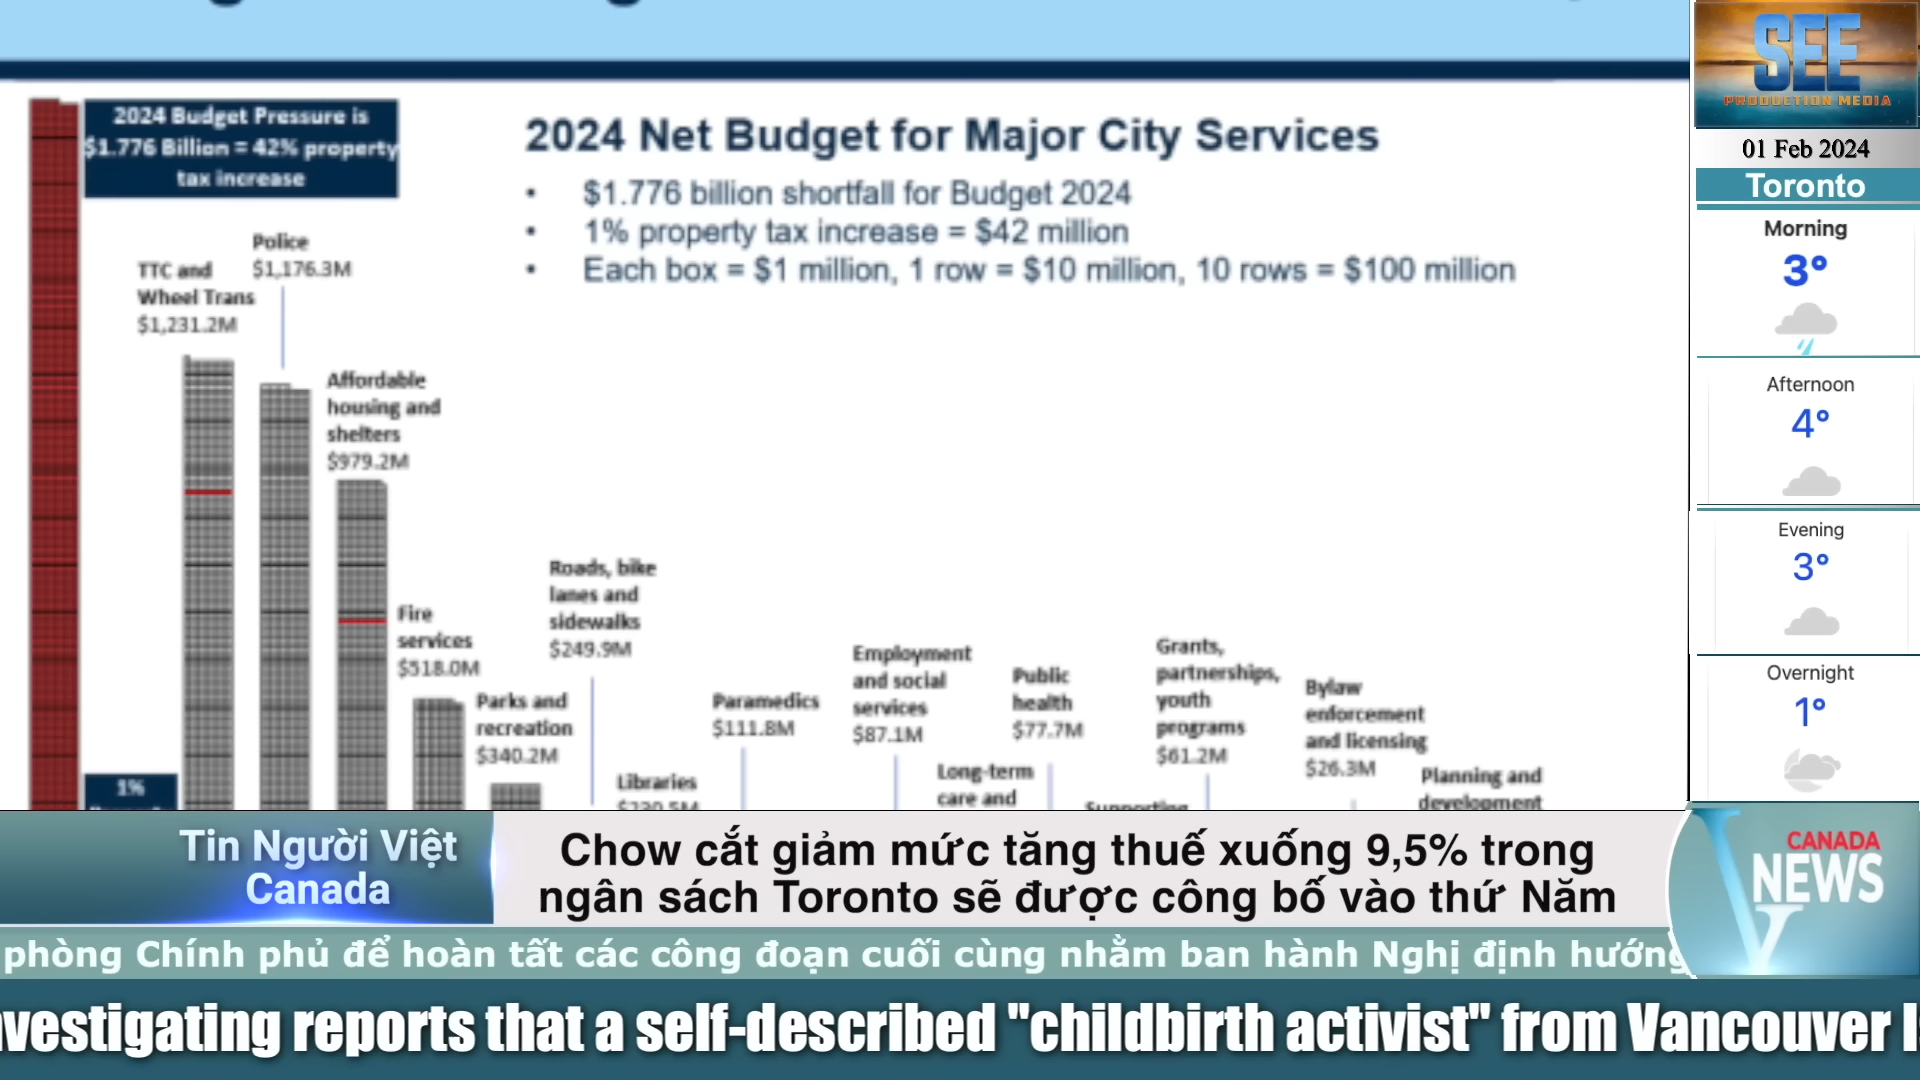 2024 Budget Pressure is
$1.776 Billion = 42% property
tax increase
2024 Net Budget for Major City Services
• $1.776 billion shortfall for Budget 2024
• 1% property tax increase = $42 million
• Each box = $1 million, 1 row = $10 million, 10 rows = $100 million
TTC and
Wheel Trans
$1,231.2M
Police
$1,176.3M
Affordable
housing and
shelters
$979.2M
Fire
services
$518.0M
Parks and
recreation
$340.2M
Roads, bike
lanes and
sidewalks
$249.9M
Libraries
Paramedics
$111.8M
Employment
and social
services
$87.1M
Long-term
care and
Public
health
$77.7M
Supporting
Grants,
partnerships,
youth
programs
$61.2M
Bylaw
enforcement
and licensing
$26.3M
Planning and
development
1%
SEE
PRODUCTION MEDIA
01 Feb 2024
Toronto
Morning
3°
Afternoon
4°
Evening
3°
Overnight
1°
Tin Người Việt
Canada
Chow cắt giảm mức tăng thuế xuống 9,5% trong
ngân sách Toronto sẽ được công bố vào thứ Năm
CANADA
NEWS
V
phòng Chính phủ để hoàn tất các công đoạn cuối cùng nhằm ban hành Nghị định hướng
nvestigating reports that a self-described "childbirth activist" from Vancouver I